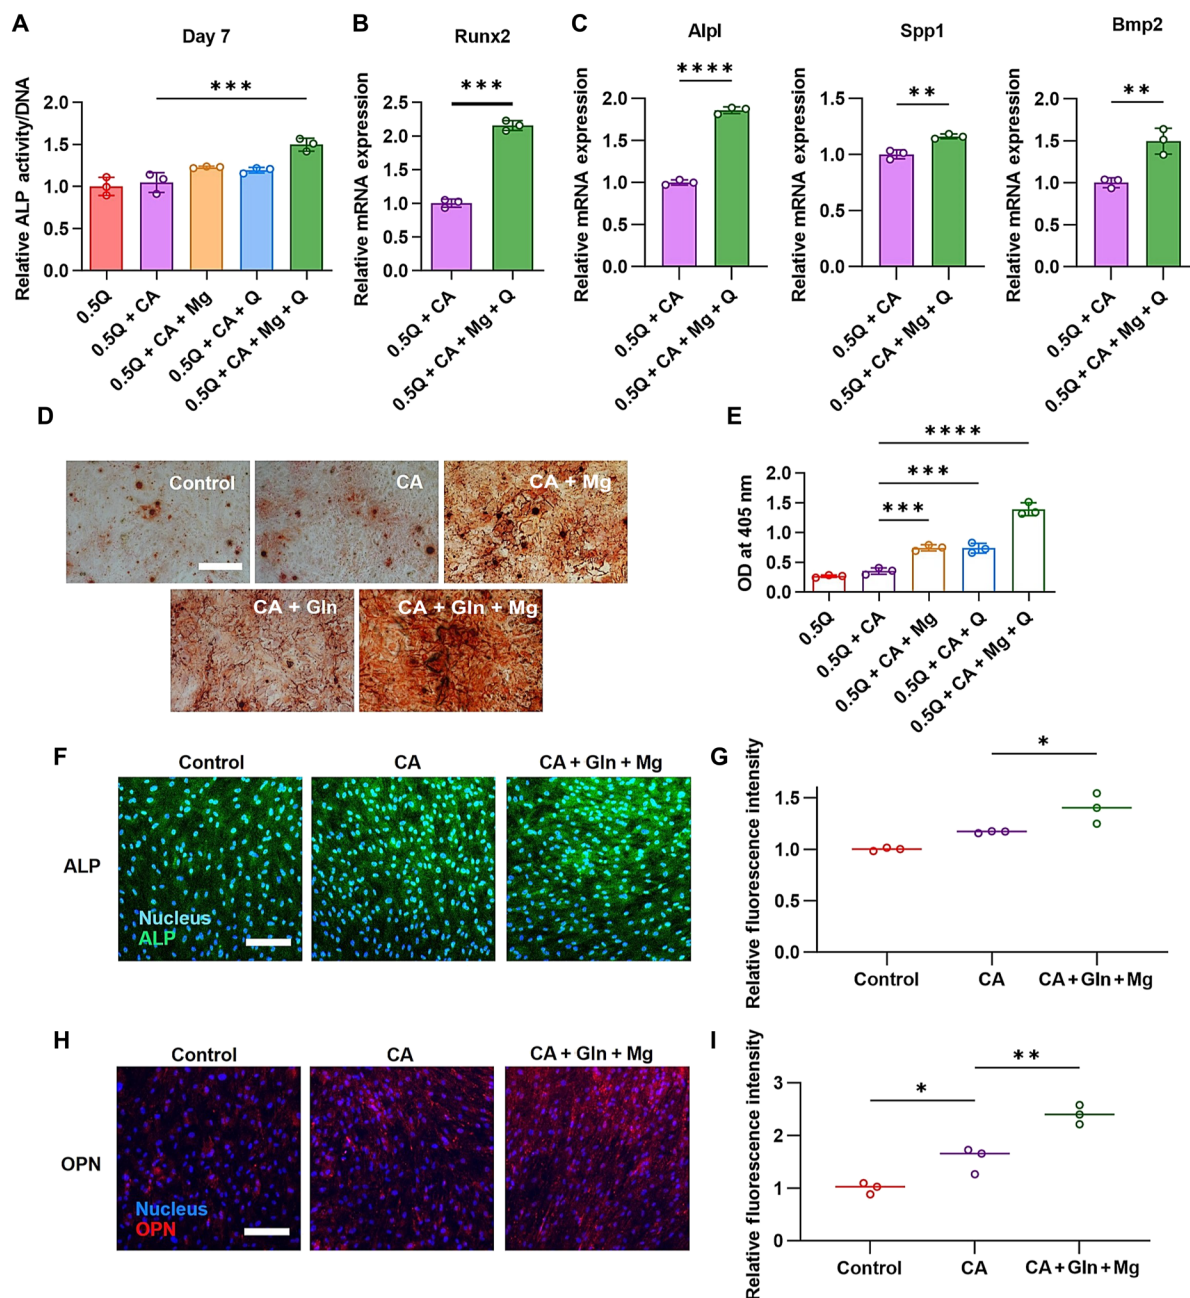 A
Day 7
***
Relative ALP activity/DNA
2.0
1.5
1.0
0.5
0.0
0.5Q
0.5Q + CA
0.5Q + CA + Mg
0.5Q + CA + Q
0.5Q + CA + Mg + Q
B
Runx2
***
Relative mRNA expression
2.5
2.0
1.5
1.0
0.5
0.0
0.5Q + CA
0.5Q + CA + Mg + Q
C
Alpl
****
Relative mRNA expression
2.0
1.5
1.0
0.5
0.0
0.5Q + CA
0.5Q + CA + Mg + Q
Spp1
**
Relative mRNA expression
1.5
1.0
0.5
0.0
0.5Q + CA
0.5Q + CA + Mg + Q
Bmp2
**
Relative mRNA expression
2.0
1.5
1.0
0.5
0.0
0.5Q + CA
0.5Q + CA + Mg + Q
D
Control
CA
CA + Mg
CA + Gln
CA + Gln + Mg
E
****
***
***
OD at 405 nm
2.0
1.5
1.0
0.5
0.0
0.5Q
0.5Q + CA
0.5Q + CA + Mg
0.5Q + CA + Q
0.5Q + CA + Mg + Q
F
Control
CA
CA + Gln + Mg
ALP
Nucleus
ALP
G
*
Relative fluorescence intensity
1.5
1.0
0.5
0.0
Control
CA
CA + Gln + Mg
H
Control
CA
CA + Gln + Mg
OPN
Nucleus
OPN
I
**
*
Relative fluorescence intensity
3
2
1
0
Control
CA
CA + Gln + Mg